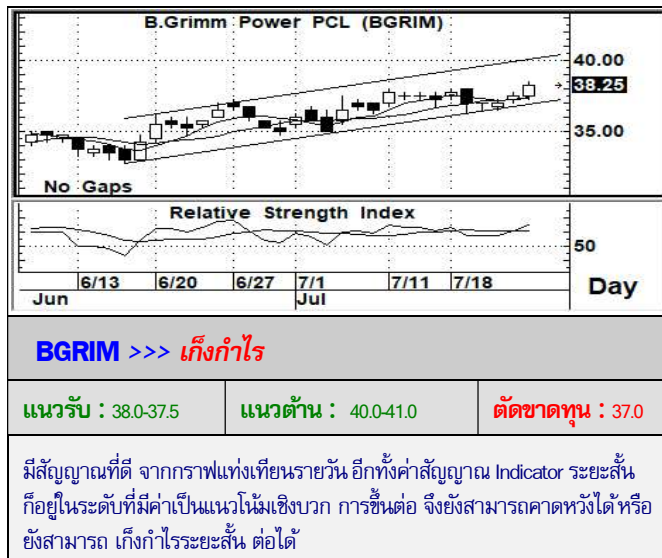 B.Grimm Power PCL (BGRIM)
40.00
38.25
35.00
No Gaps
Relative Strength Index
50
6/13 6/20 6/27 7/1 7/11 7/18
Jun Jul
Day
BGRIM >>> เก็งกำไร
แนวรับ : 38.0-37.5 แนวต้าน : 40.0-41.0 ตัดขาดทุน : 37.0
มีสัญญาณที่ดี จากกราฟแท่งเทียนรายวัน อีกทั้งค่าสัญญาณ Indicator ระยะสั้น
ก็อยู่ในระดับที่มีค่าเป็นแนวโน้มเชิงบวก การขึ้นต่อ จึงยังสามารถคาดหวังได้หรือ
ยังสามารถ เก็งกำไรระยะสั้น ต่อได้